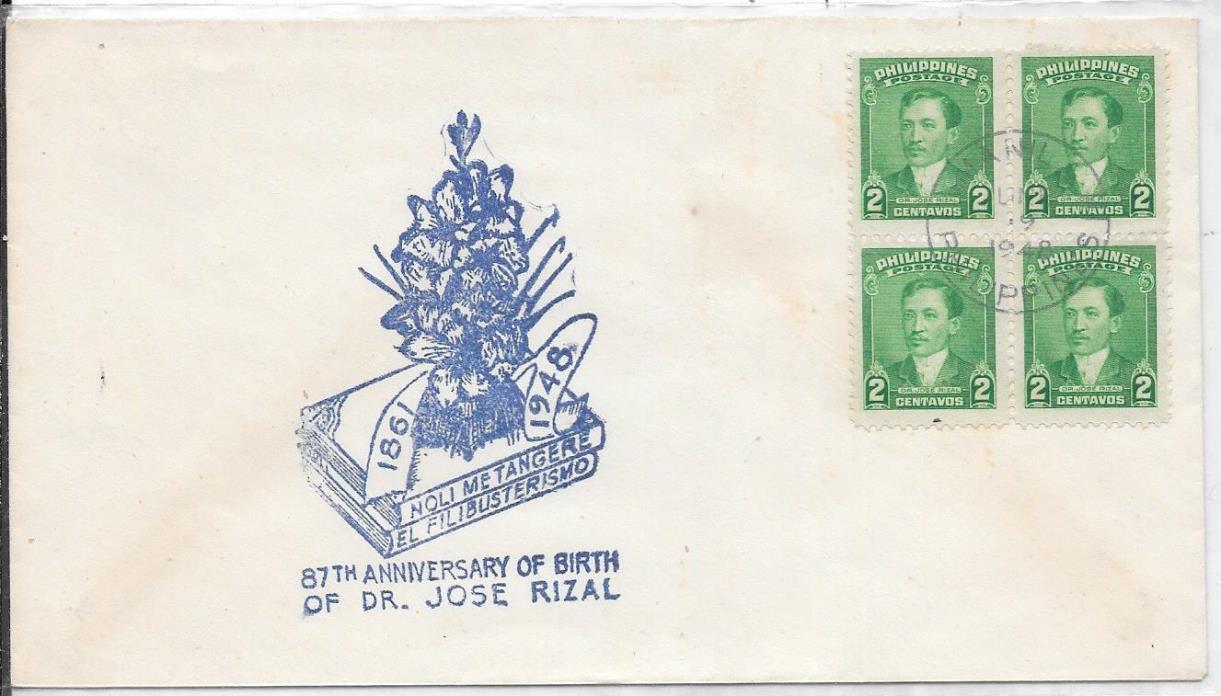 PHILIPPINES
POSTAGE
DR. JOSE RIZAL
2 CENTAVOS 2
PHILIPPINES
POSTAGE
DR. JOSE RIZAL
2 CENTAVOS 2
PHILIPPINES
POSTAGE
DR. JOSE RIZAL
2 CENTAVOS 2
PHILIPPINES
POSTAGE
DR. JOSE RIZAL
2 CENTAVOS 2
19
1948
PHILIPPINES
1861
1948
NOLI ME TANGERE
EL FILIBUSTERISMO
87TH ANNIVERSARY OF BIRTH
OF DR. JOSE RIZAL